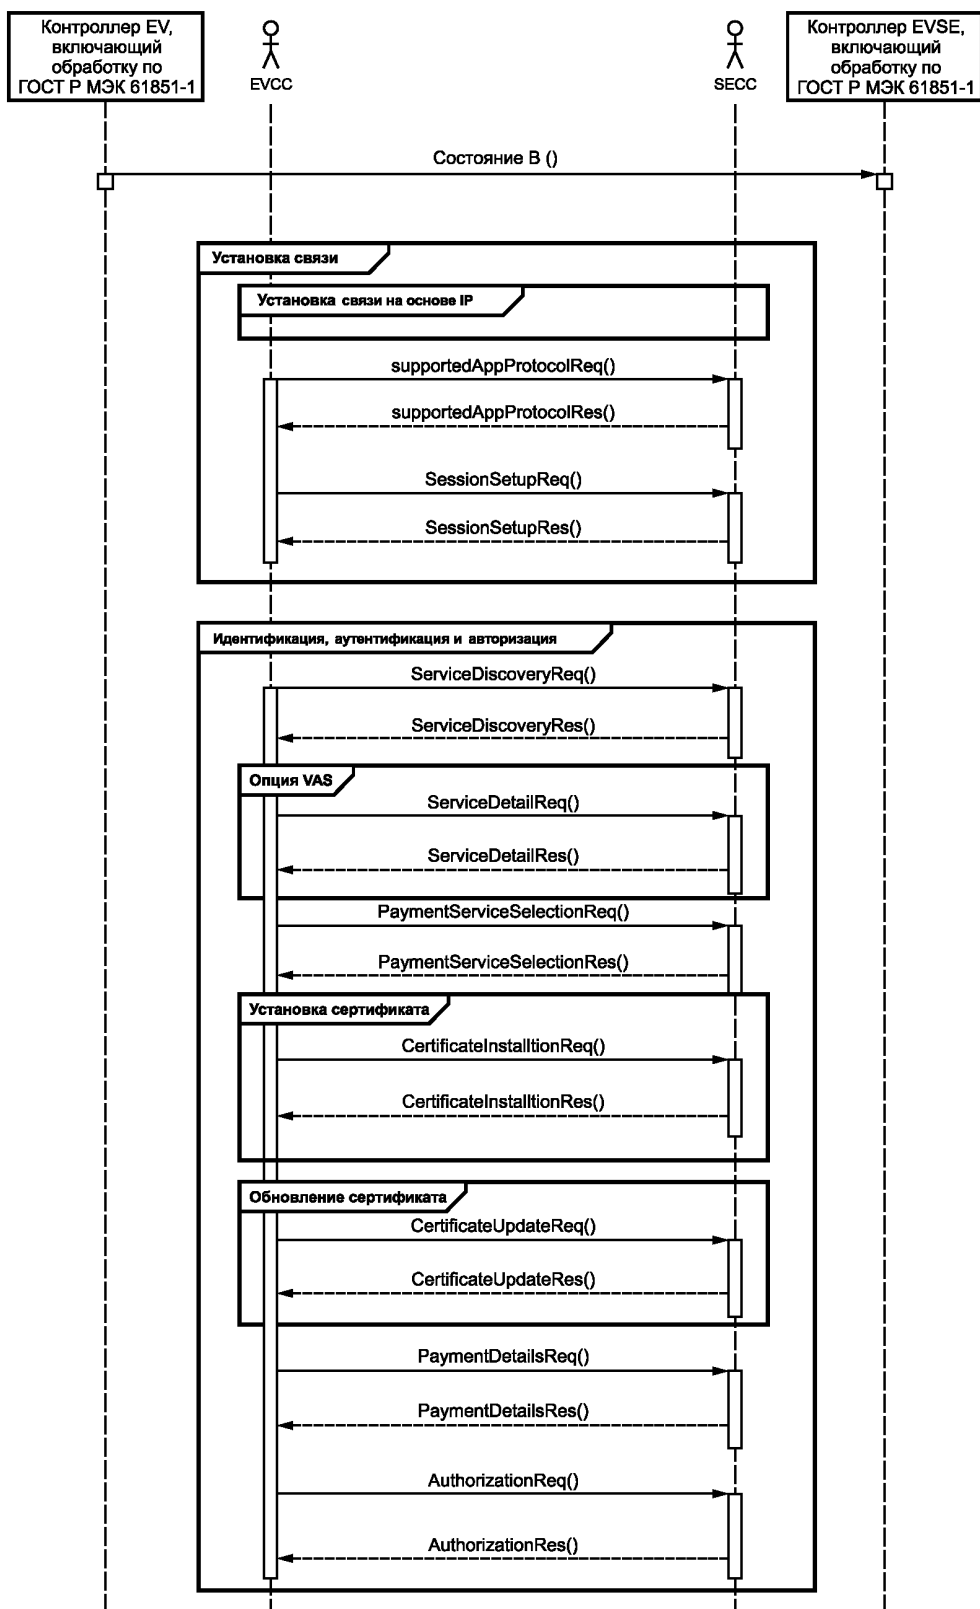 Контроллер EV,
включающий
обработку по
ГОСТ Р МЭК 61851-1
EVCC
SECC
Контроллер EVSE,
включающий
обработку по
ГОСТ Р МЭК 61851-1
Состояние B ()
Установка связи
Установка связи на основе IP
supportedAppProtocolReq()
supportedAppProtocolRes()
SessionSetupReq()
SessionSetupRes()
Идентификация, аутентификация и авторизация
ServiceDiscoveryReq()
ServiceDiscoveryRes()
Опция VAS
ServiceDetailReq()
ServiceDetailRes()
PaymentServiceSelectionReq()
PaymentServiceSelectionRes()
Установка сертификата
CertificateInstalltionReq()
CertificateInstalltionRes()
Обновление сертификата
CertificateUpdateReq()
CertificateUpdateRes()
PaymentDetailsReq()
PaymentDetailsRes()
AuthorizationReq()
AuthorizationRes()